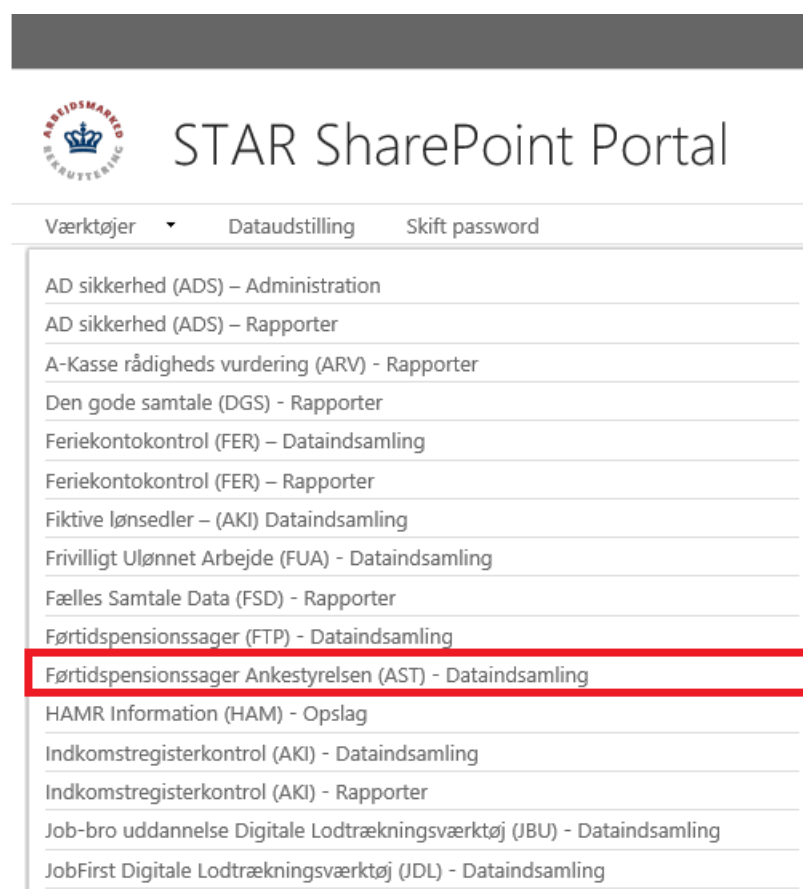 ARBEJDSMARKED
REKRUTTERING
STAR SharePoint Portal
Værktøjer Dataudstilling Skift password
AD sikkerhed (ADS) – Administration
AD sikkerhed (ADS) – Rapporter
A-Kasse rådigheds vurdering (ARV) - Rapporter
Den gode samtale (DGS) - Rapporter
Feriekontokontrol (FER) – Dataindsamling
Feriekontokontrol (FER) – Rapporter
Fiktive lønsedler – (AKI) Dataindsamling
Frivilligt Ulønnet Arbejde (FUA) - Dataindsamling
Fælles Samtale Data (FSD) - Rapporter
Førtidspensionssager (FTP) - Dataindsamling
Førtidspensionssager Ankestyrelsen (AST) - Dataindsamling
HAMR Information (HAM) - Opslag
Indkomstregisterkontrol (AKI) - Dataindsamling
Indkomstregisterkontrol (AKI) - Rapporter
Job-bro uddannelse Digitale Lodtrækningsværktøj (JBU) - Dataindsamling
JobFirst Digitale Lodtrækningsværktøj (JDL) - Dataindsamling